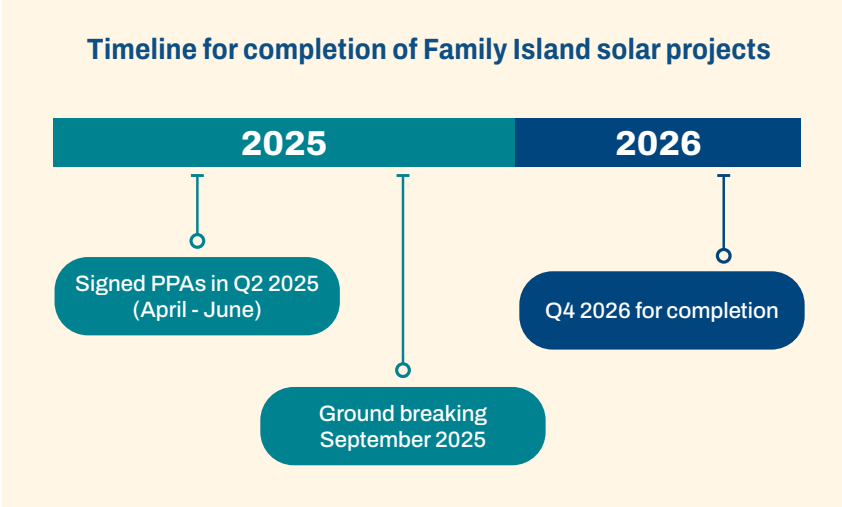 Timeline for completion of Family Island solar projects
2025
2026
Signed PPAs in Q2 2025
(April - June)
Q4 2026 for completion
Ground breaking
September 2025